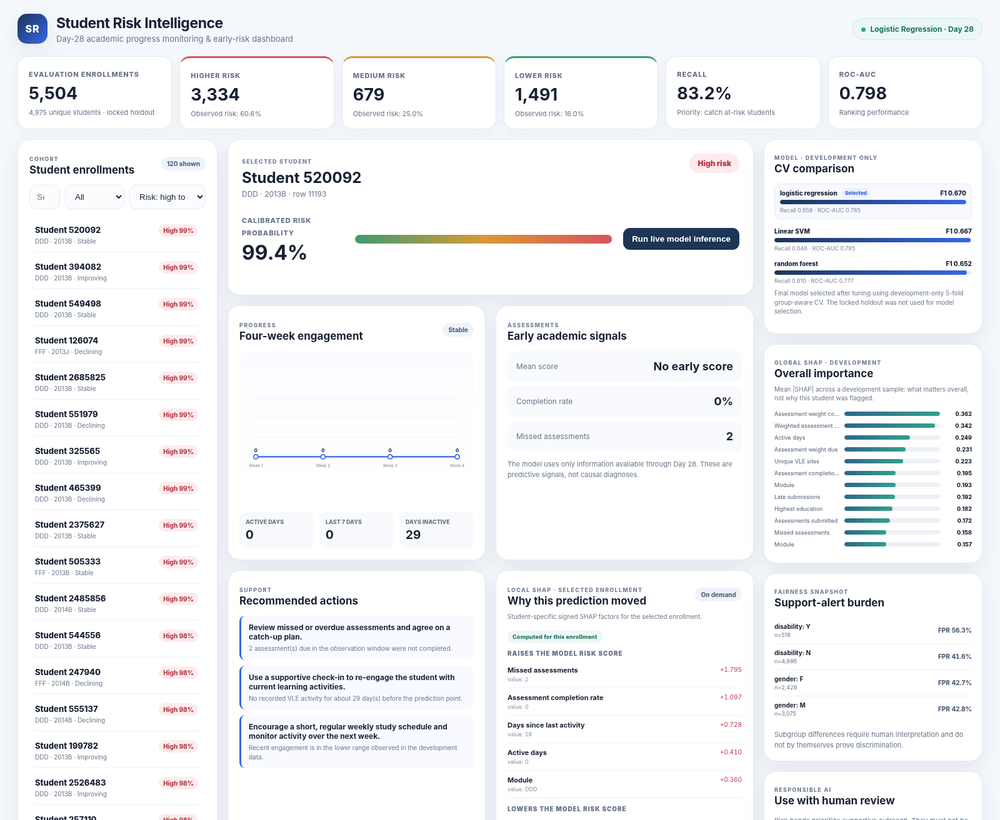 SR
Student Risk Intelligence
Day-28 academic progress monitoring & early-risk dashboard
Logistic Regression · Day 28
EVALUATION ENROLLMENTS
5,504
4,975 unique students · locked holdout
HIGHER RISK
3,334
Observed risk: 60.6%
MEDIUM RISK
679
Observed risk: 25.0%
LOWER RISK
1,491
Observed risk: 16.0%
RECALL
83.2%
Priority: catch at-risk students
ROC-AUC
0.798
Ranking performance
COHORT
Student enrollments
120 shown
All
Risk: high to
Student 520092
High 99%
DDD · 2013B · Stable
Student 394082
High 99%
DDD · 2013B · Improving
Student 549498
High 99%
DDD · 2013B · Stable
Student 126074
High 99%
FFF · 2013J · Declining
Student 2685825
High 99%
DDD · 2013B · Stable
Student 551979
High 99%
DDD · 2013B · Declining
Student 325565
High 99%
DDD · 2013B · Improving
Student 465399
High 99%
DDD · 2013B · Declining
Student 2375627
High 99%
DDD · 2013B · Stable
Student 505333
High 99%
FFF · 2013B · Stable
Student 2485856
High 99%
DDD · 2014B · Stable
Student 544556
High 98%
DDD · 2013B · Stable
Student 247940
High 98%
FFF · 2014B · Declining
Student 555137
High 98%
DDD · 2014B · Declining
Student 199782
High 98%
DDD · 2013B · Improving
Student 2526483
High 98%
DDD · 2013B · Improving
Student 257110
High 98%
SELECTED STUDENT
Student 520092
DDD · 2013B · row 11193
High risk
CALIBRATED RISK
PROBABILITY
99.4%
Run live model inference
PROGRESS
Four-week engagement
Stable
0
0
0
0
Week 1
Week 2
Week 3
Week 4
ACTIVE DAYS
0
LAST 7 DAYS
0
DAYS INACTIVE
29
ASSESSMENTS
Early academic signals
Mean score
No early score
Completion rate
0%
Missed assessments
2
The model uses only information available through Day 28. These are
predictive signals, not causal diagnoses.
SUPPORT
Recommended actions
Review missed or overdue assessments and agree on a
catch-up plan.
2 assessment(s) due in the observation window were not completed.
Use a supportive check-in to re-engage the student with
current learning activities.
No recorded VLE activity for about 29 day(s) before the prediction point.
Encourage a short, regular weekly study schedule and
monitor activity over the next week.
Recent engagement is in the lower range observed in the development
data.
LOCAL SHAP · SELECTED ENROLLMENT
Why this prediction moved
On demand
Student-specific signed SHAP factors for the selected enrollment.
Computed for this enrollment
RAISES THE MODEL RISK SCORE
Missed assessments
+1.795
value: 2
Assessment completion rate
+1.097
value: 0
Days since last activity
+0.728
value: 29
Active days
+0.410
value: 0
Module
+0.360
value: DDD
LOWERS THE MODEL RISK SCORE
MODEL · DEVELOPMENT ONLY
CV comparison
logistic regression
Selected
F1 0.670
Recall 0.658 · ROC-AUC 0.785
Linear SVM
F1 0.667
Recall 0.648 · ROC-AUC 0.785
random forest
F1 0.652
Recall 0.610 · ROC-AUC 0.777
Final model selected after tuning using development-only 5-fold
group-aware CV. The locked holdout was not used for model
selection.
GLOBAL SHAP · DEVELOPMENT
Overall importance
Mean |SHAP| across a development sample: what matters overall,
not why this student was flagged.
Assessment weight co...
0.362
Weighted assessment ...
0.342
Active days
0.249
Assessment weight due
0.231
Unique VLE sites
0.223
Assessment completio...
0.195
Module
0.193
Late submissions
0.192
Highest education
0.182
Assessments submitted
0.172
Missed assessments
0.158
Module
0.157
FAIRNESS SNAPSHOT
Support-alert burden
disability: Y
n=518
FPR 56.3%
disability: N
n=4,986
FPR 41.6%
gender: F
n=2,429
FPR 42.7%
gender: M
n=3,075
FPR 42.8%
Subgroup differences require human interpretation and do
not by themselves prove discrimination.
RESPONSIBLE AI
Use with human review
Risk bands prioritize supportive outreach. They must not be